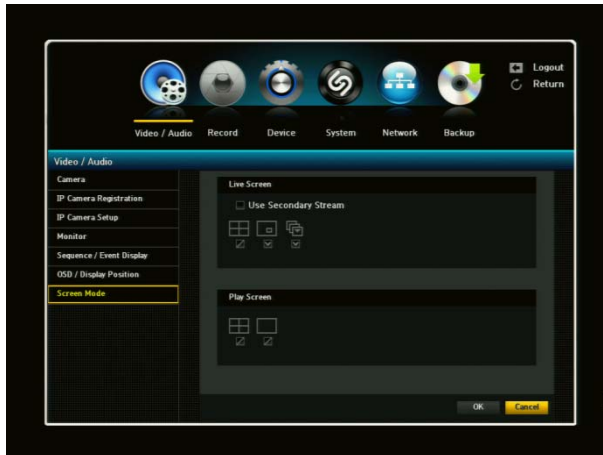 Logout
Return
Video / Audio Record Device System Network Backup
Video / Audio
Camera
IP Camera Registration
IP Camera Setup
Monitor
Sequence / Event Display
OSD / Display Position
Screen Mode
Live Screen
Use Secondary Stream
Play Screen
OK Cancel